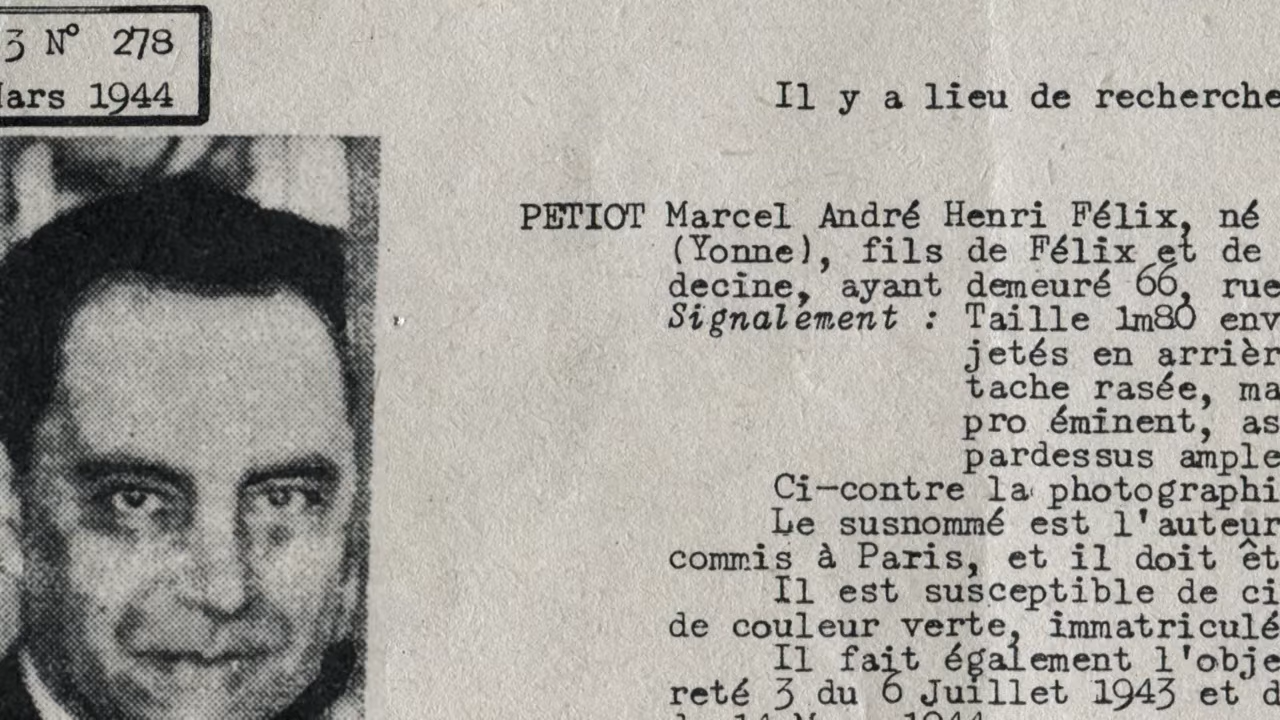 3 N° 278
Mars 1944
Il y a lieu de recherche
PETIOT Marcel André Henri Félix, né
(Yonne), fils de Félix et de
decine, ayant demeuré 66, rue
Signalement : Taille 1m80 env
jetés en arrièr
tache rasée, ma
pro éminent, as
pardessus ample
Ci-contre la photographi
Le susnommé est l'auteur
commis à Paris, et il doit êt
Il est susceptible de ci
de couleur verte, immatriculé
Il fait également l'obje
reté 3 du 6 Juillet 1943 et d
1944